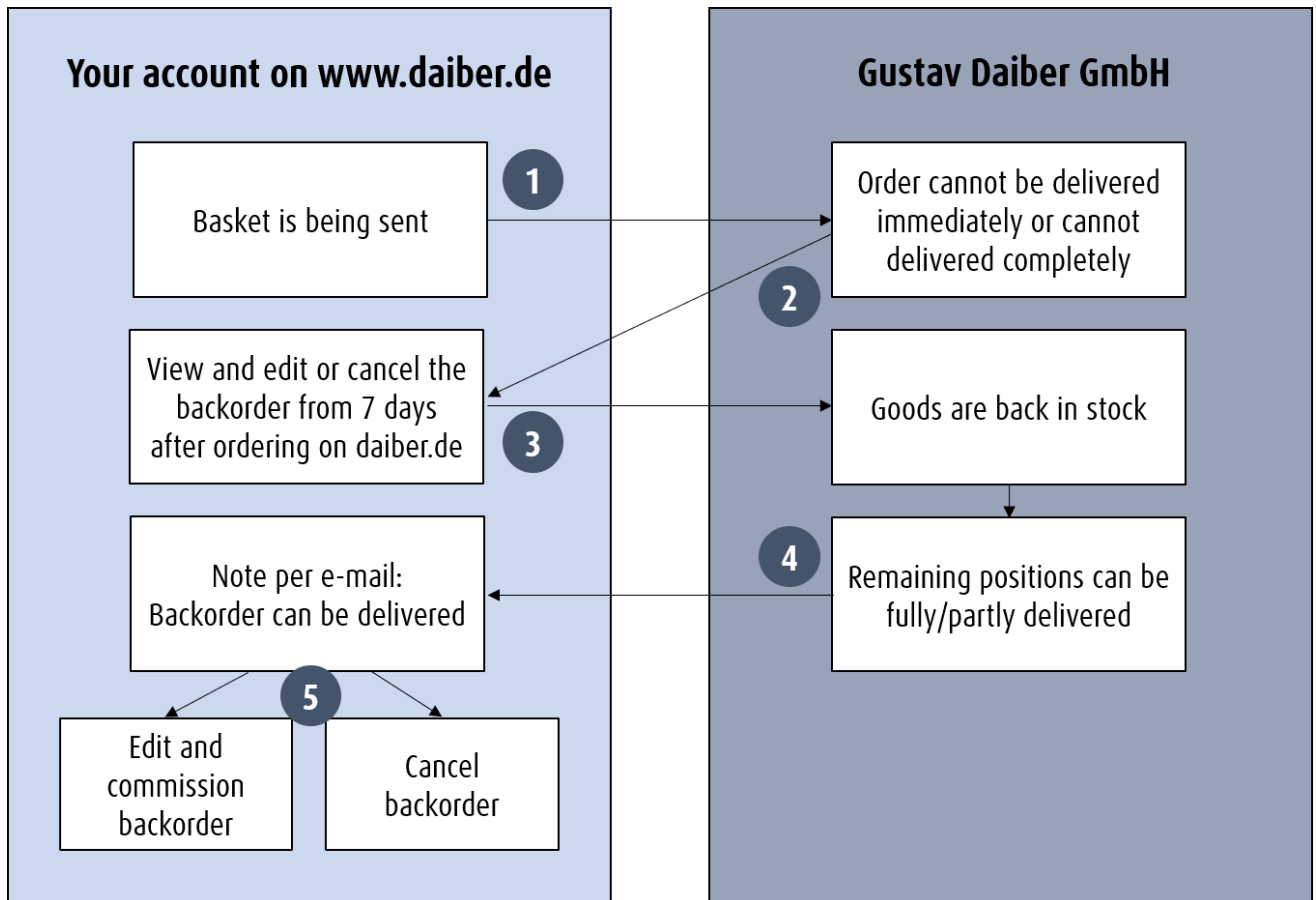 Your account on www.daiber.de
Gustav Daiber GmbH
Basket is being sent
1
Order cannot be delivered
immediately or cannot
delivered completely
2
View and edit or cancel the
backorder from 7 days
after ordering on daiber.de
3
Goods are back in stock
4
Remaining positions can be
fully/partly delivered
Note per e-mail:
Backorder can be delivered
5
Edit and
commission
backorder
Cancel
backorder